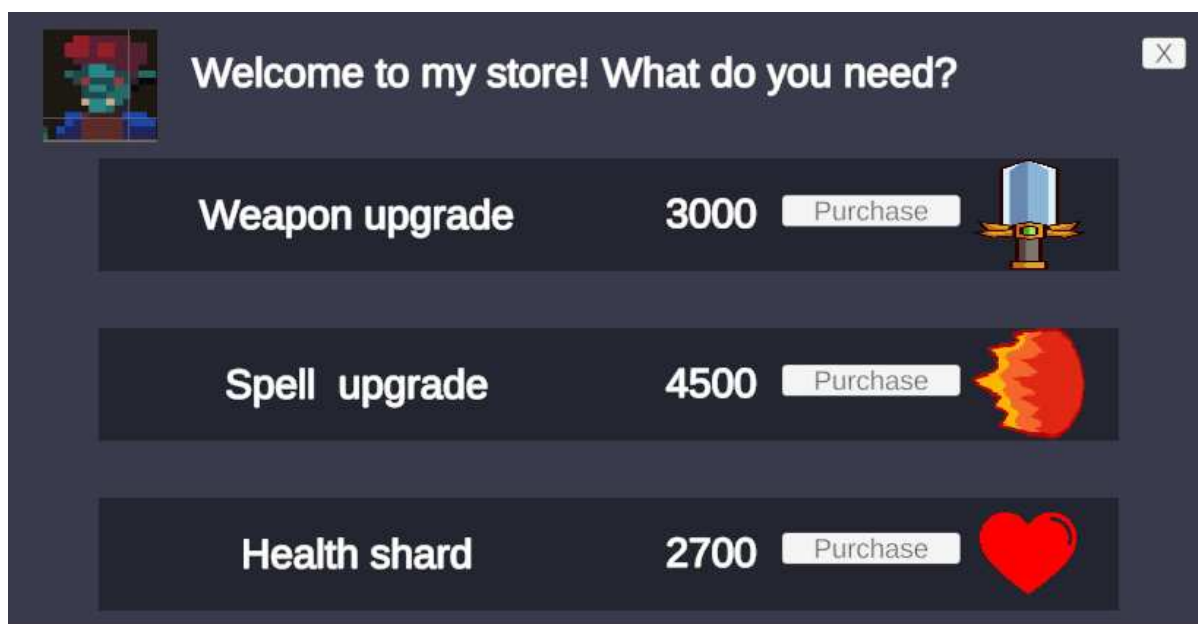 Welcome to my store! What do you need?
X
Weapon upgrade 3000 Purchase
Spell upgrade 4500 Purchase
Health shard 2700 Purchase